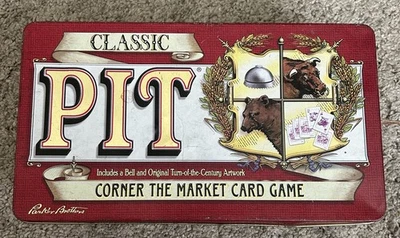 CLASSIC
PIT
Includes a Bell and Original Turn-of-the-Century Artwork
CORNER THE MARKET CARD GAME
Parker Brothers